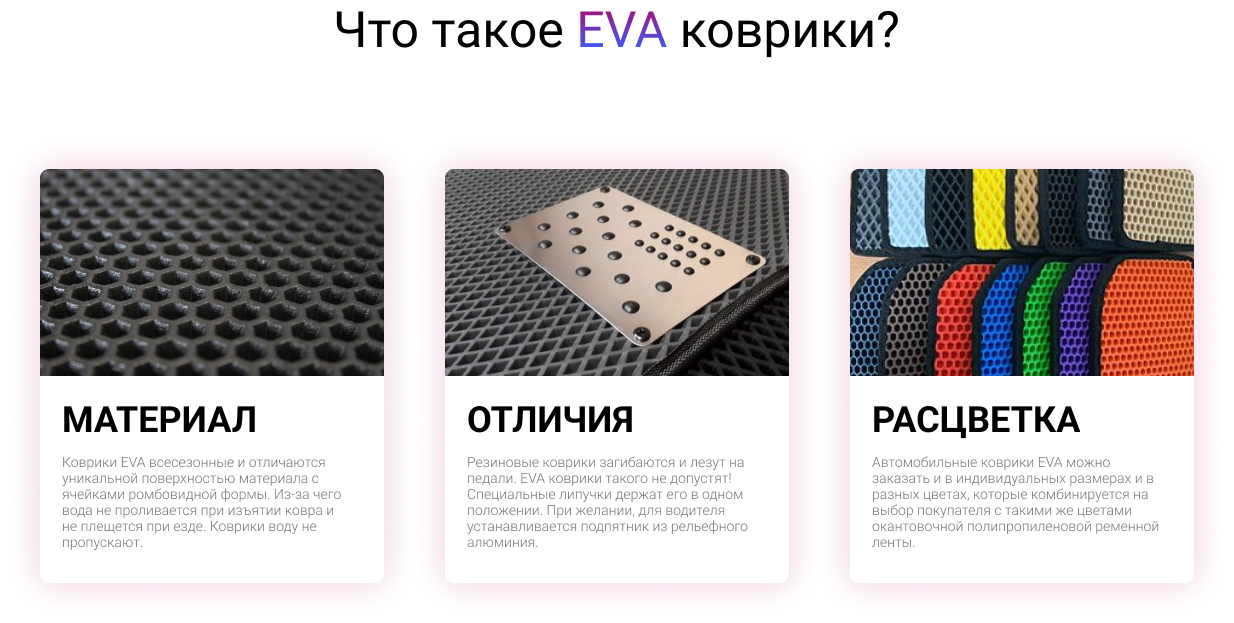 Что такое EVA коврики?
МАТЕРИАЛ
Коврики EVA всесезонные и отличаются
уникальной поверхностью материала с
ячейками ромбовидной формы. Из-за чего
вода не проливается при изъятии ковра и
не плещется при езде. Коврики воду не
пропускают.
ОТЛИЧИЯ
Резиновые коврики загибаются и лезут на
педали. EVA коврики такого не допустят!
Специальные липучки держат его в одном
положении. При желании, для водителя
устанавливается подпятник из рельефного
алюминия.
РАСЦВЕТКА
Автомобильные коврики EVA можно
заказать и в индивидуальных размерах и в
разных цветах, которые комбинируется на
выбор покупателя с такими же цветами
окантовочной полипропиленовой ременной
ленты.